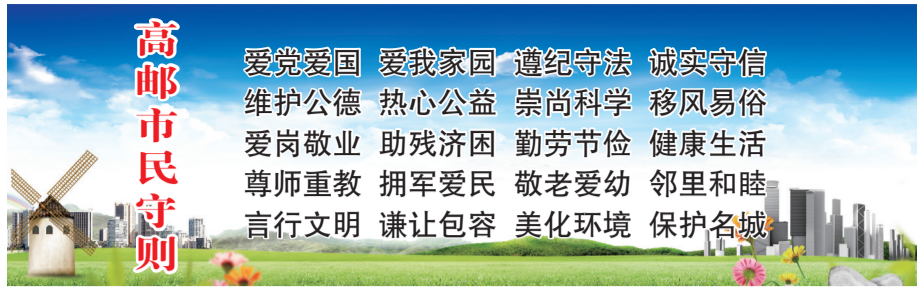 高邮市民守则
爱党爱国 爱我家园 遵纪守法 诚实守信
维护公德 热心公益 崇尚科学 移风易俗
爱岗敬业 助残济困 勤劳节俭 健康生活
尊师重教 拥军爱民 敬老爱幼 邻里和睦
言行文明 谦让包容 美化环境 保护名城